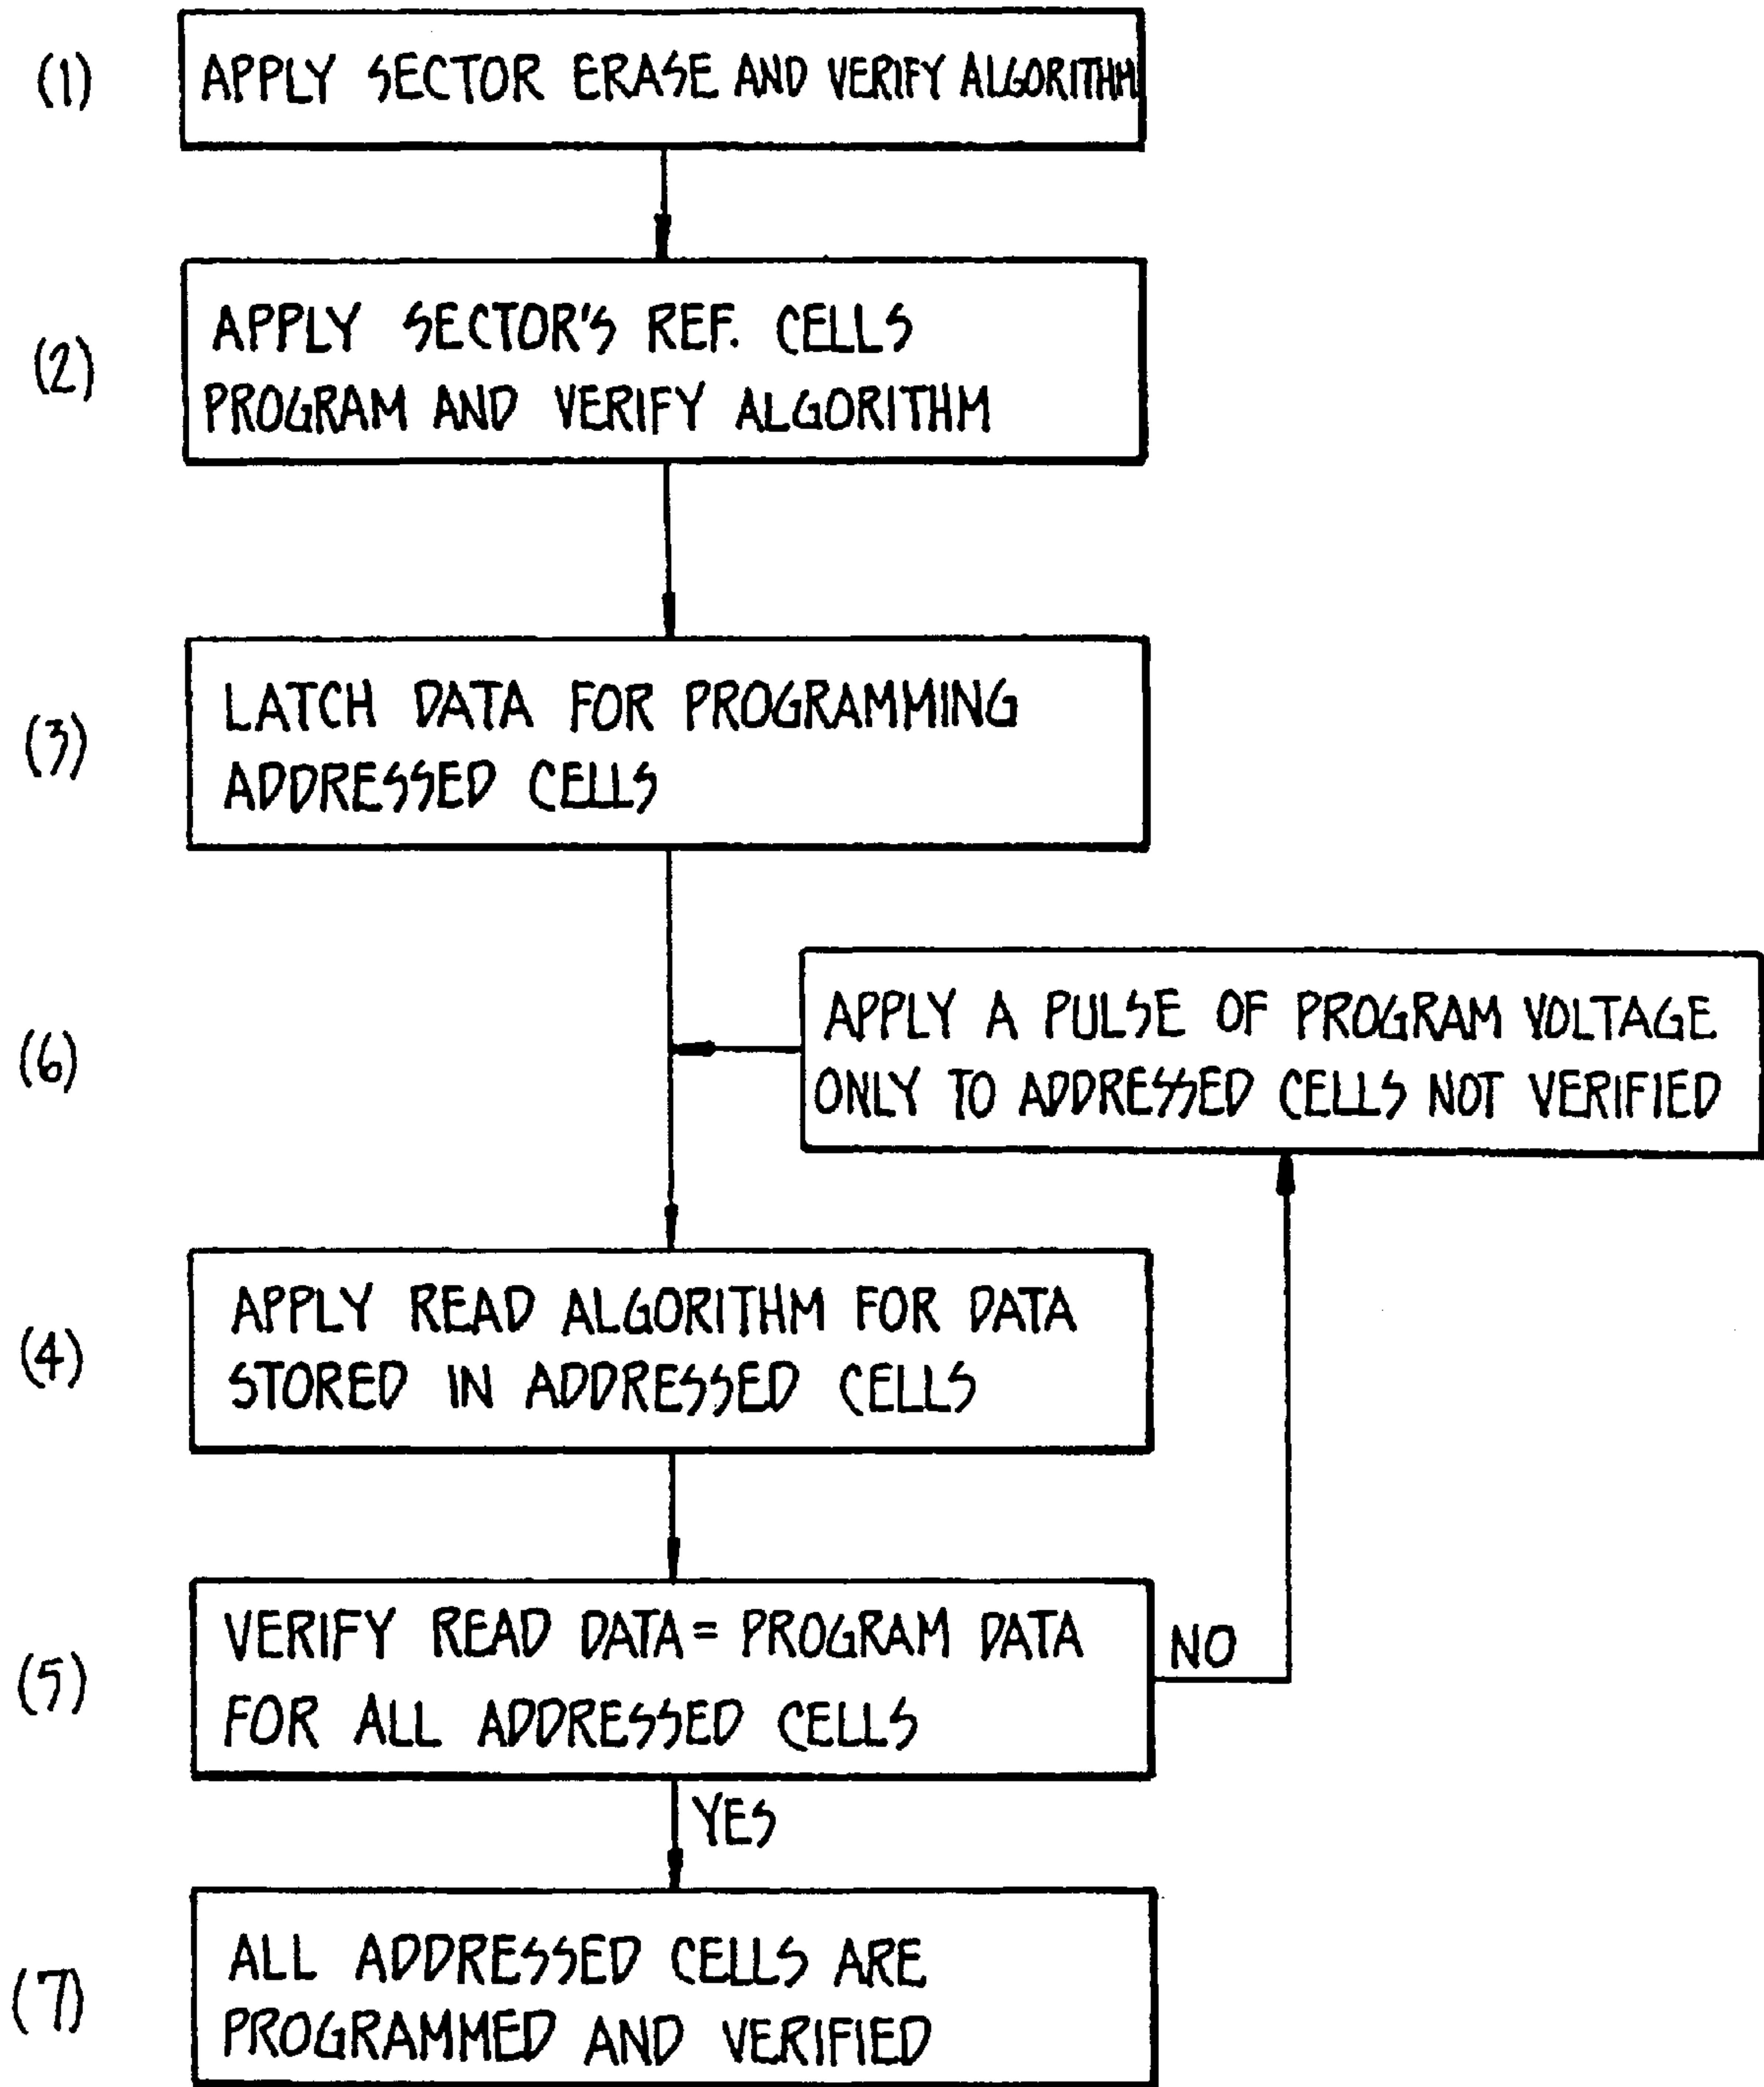 (1) APPLY SECTOR ERASE AND VERIFY ALGORITHM
(2) APPLY SECTOR'S REF. CELLS
PROGRAM AND VERIFY ALGORITHM
(3) LATCH DATA FOR PROGRAMMING
ADDRESSED CELLS
(6) APPLY A PULSE OF PROGRAM VOLTAGE
ONLY TO ADDRESSED CELLS NOT VERIFIED
(4) APPLY READ ALGORITHM FOR DATA
STORED IN ADDRESSED CELLS
(5) VERIFY READ DATA = PROGRAM DATA
FOR ALL ADDRESSED CELLS
NO
YES
(7) ALL ADDRESSED CELLS ARE
PROGRAMMED AND VERIFIED